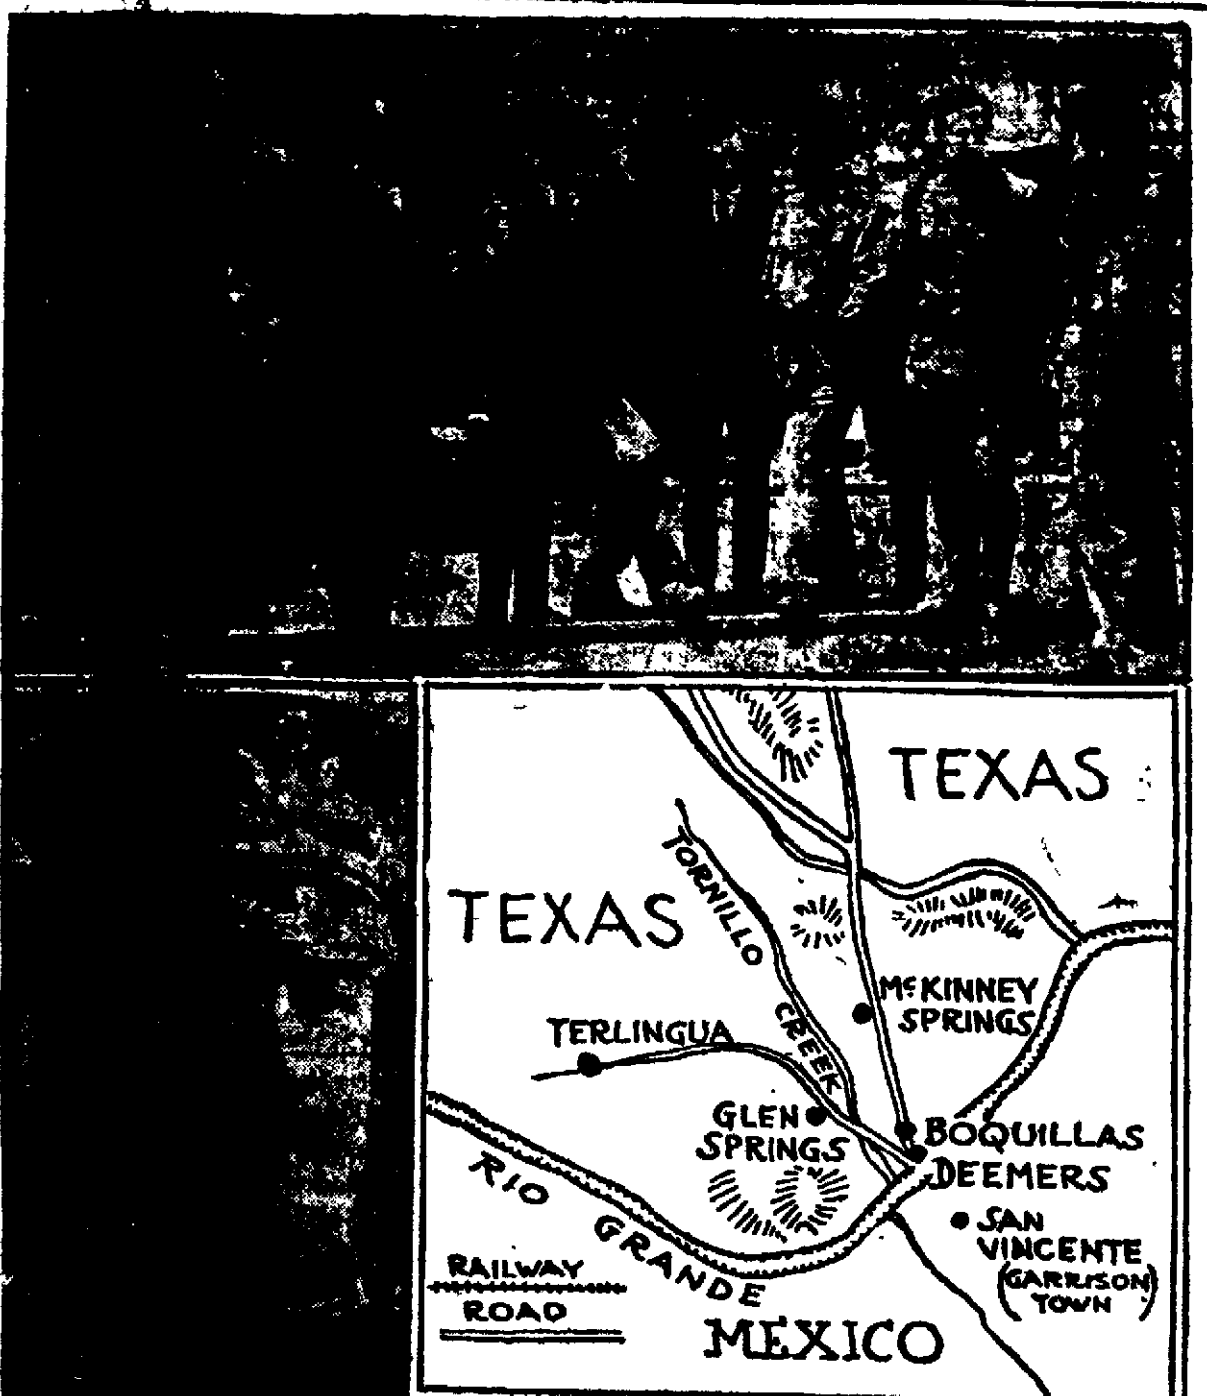 TEXAS
TEXAS
TORNILLO
CREEK
McKINNEY
SPRINGS
TERLINGUA
GLEN
SPRINGS
BOQUILLAS
DEEMERS
SAN
VINCENTE
(GARRISON
TOWN)
RIO GRANDE
RAILWAY
ROAD
MEXICO